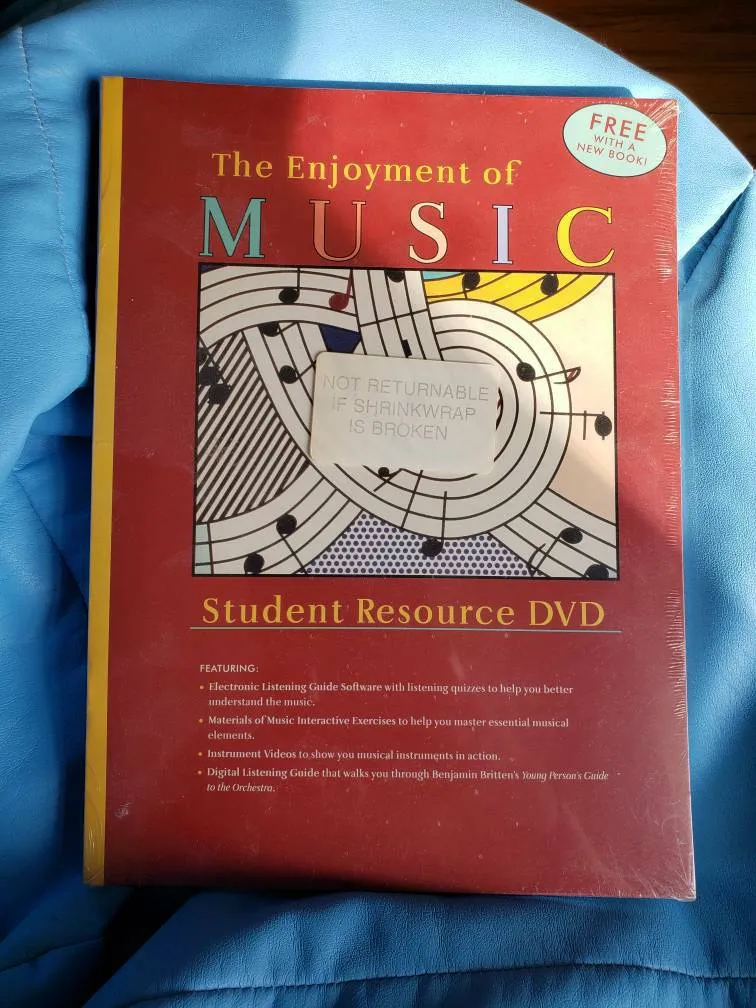 FREE
WITH A
NEW BOOK!
The Enjoyment of
MUSIC
NOT RETURNABLE
IF SHRINKWRAP
IS BROKEN
Student Resource DVD
FEATURING:
• Electronic Listening Guide Software with listening quizzes to help you better
understand the music.
• Materials of Music Interactive Exercises to help you master essential musical
elements.
• Instrument Videos to show you musical instruments in action.
• Digital Listening Guide that walks you through Benjamin Britten's Young Person's Guide
to the Orchestra.